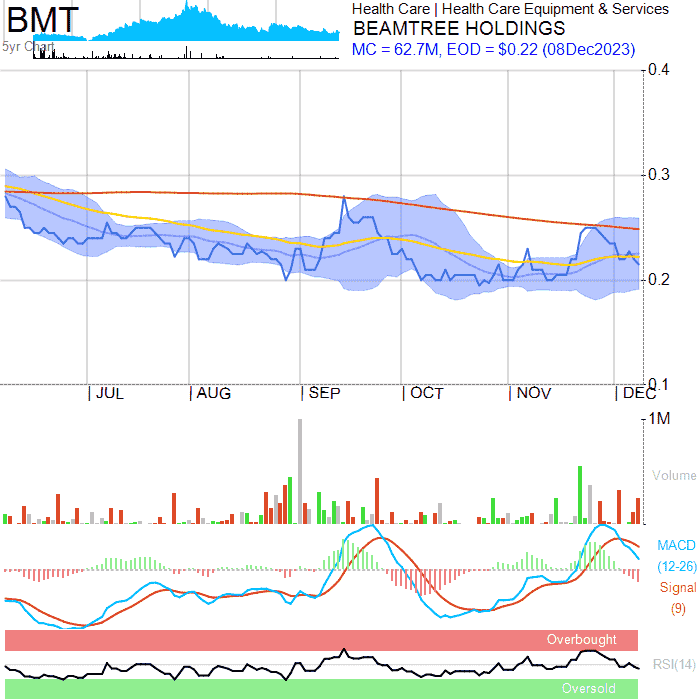 BMT
5yr Chart
Health Care | Health Care Equipment & Services
BEAMTREE HOLDINGS
MC = 62.7M, EOD = $0.22 (08Dec2023)
0.4
0.3
0.2
0.1
JUL
AUG
SEP
OCT
NOV
DEC
1M
Volume
MACD
(12-26)
Signal
(9)
Overbought
RSI(14)
Oversold